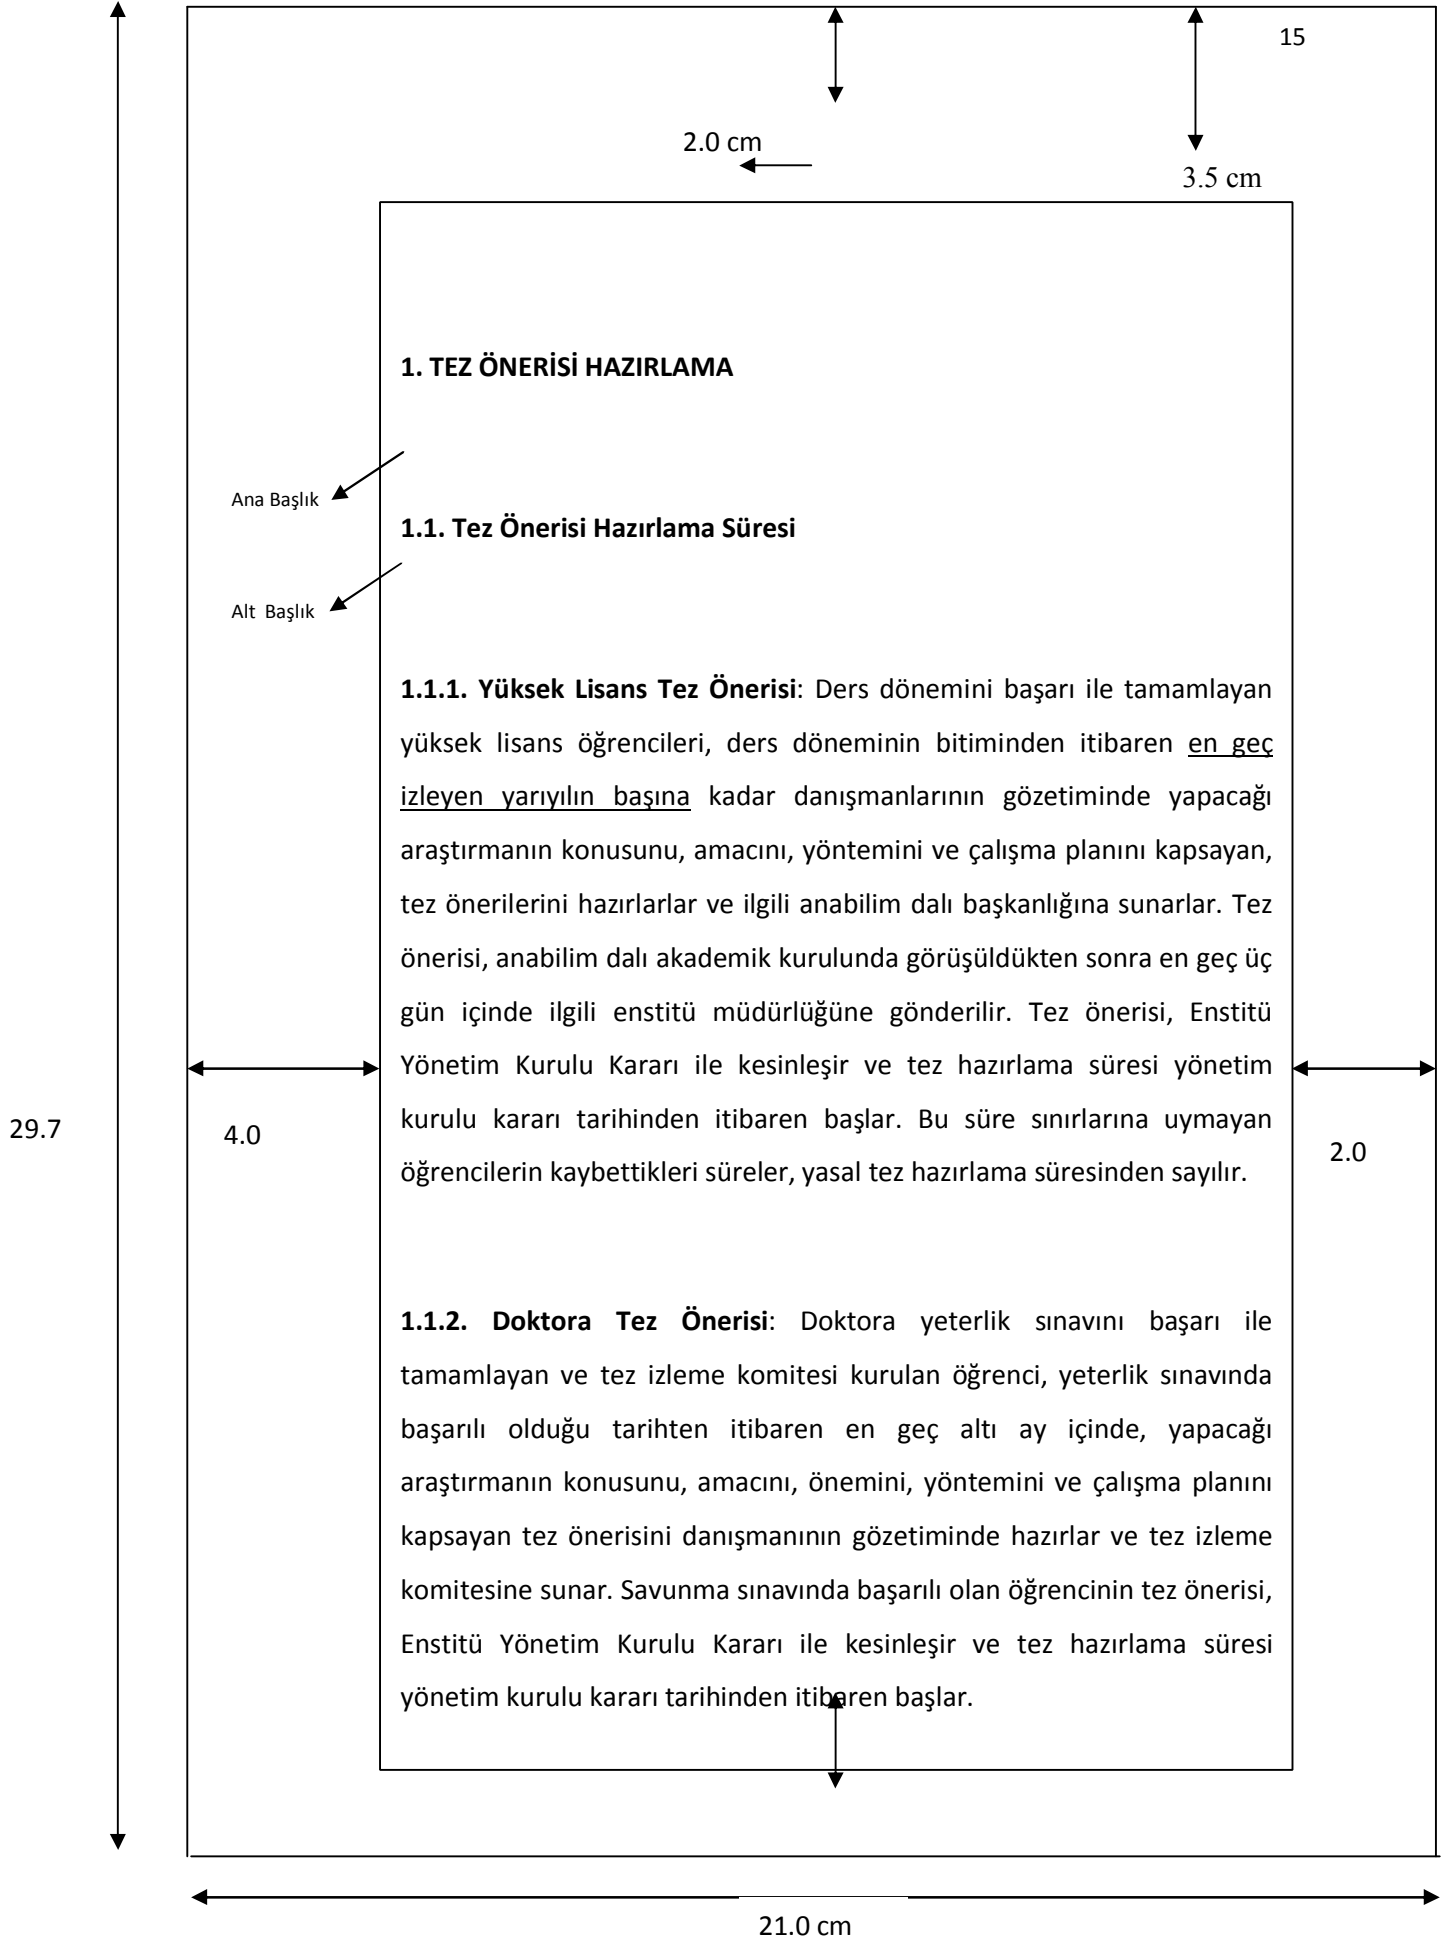 15
2.0 cm
3.5 cm
1. TEZ ÖNERİSİ HAZIRLAMA
Ana Başlık
1.1. Tez Önerisi Hazırlama Süresi
Alt Başlık
1.1.1. Yüksek Lisans Tez Önerisi: Ders dönemini başarı ile tamamlayan
yüksek lisans öğrencileri, ders döneminin bitiminden itibaren en geç
izleyen yarıyılın başına kadar danışmanlarının gözetiminde yapacağı
araştırmanın konusunu, amacını, yöntemini ve çalışma planını kapsayan,
tez önerilerini hazırlarlar ve ilgili anabilim dalı başkanlığına sunarlar. Tez
önerisi, anabilim dalı akademik kurulunda görüşüldükten sonra en geç üç
gün içinde ilgili enstitü müdürlüğüne gönderilir. Tez önerisi, Enstitü
Yönetim Kurulu Kararı ile kesinleşir ve tez hazırlama süresi yönetim
kurulu kararı tarihinden itibaren başlar. Bu süre sınırlarına uymayan
öğrencilerin kaybettikleri süreler, yasal tez hazırlama süresinden sayılır.
29.7
4.0
2.0
1.1.2. Doktora Tez Önerisi: Doktora yeterlik sınavını başarı ile
tamamlayan ve tez izleme komitesi kurulan öğrenci, yeterlik sınavında
başarılı olduğu tarihten itibaren en geç altı ay içinde, yapacağı
araştırmanın konusunu, amacını, önemini, yöntemini ve çalışma planını
kapsayan tez önerisini danışmanının gözetiminde hazırlar ve tez izleme
komitesine sunar. Savunma sınavında başarılı olan öğrencinin tez önerisi,
Enstitü Yönetim Kurulu Kararı ile kesinleşir ve tez hazırlama süresi
yönetim kurulu kararı tarihinden itibaren başlar.
21.0 cm